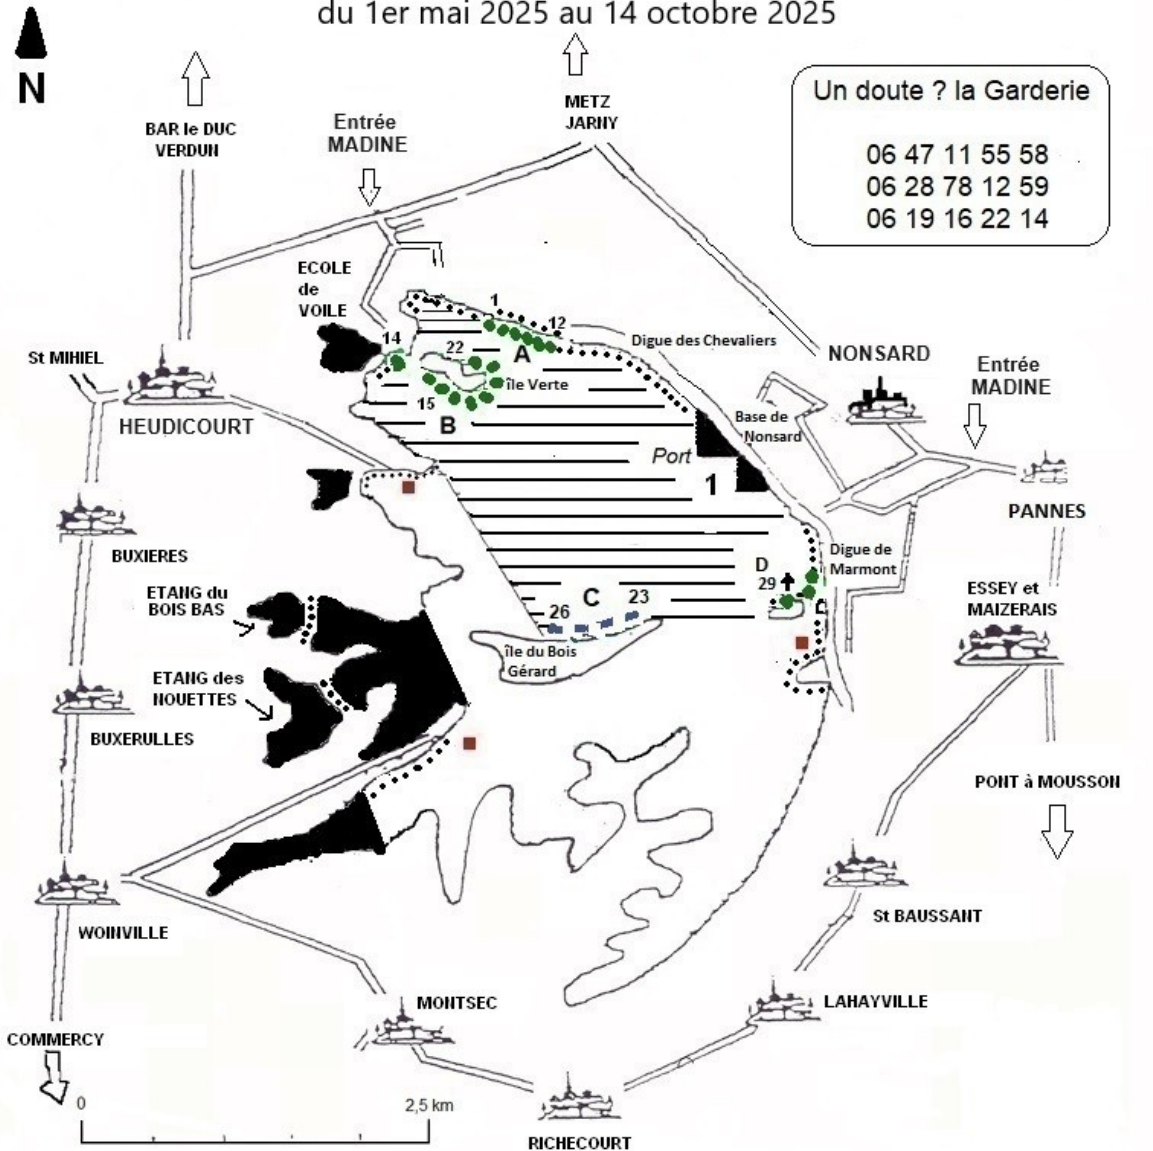 du 1er mai 2025 au 14 octobre 2025
N
Un doute ? la Garderie
06 47 11 55 58
06 28 78 12 59
06 19 16 22 14
METZ
JARNY
BAR le DUC
VERDUN
Entrée
MADINE
ECOLE
de
VOILE
1
12
14
22
A
Digue des Chevaliers
St MIHIEL
NONSARD
Entrée
MADINE
île Verte
15
B
HEUDICOURT
Base de
Nonsard
Port
1
PANNES
BUXIERES
Digue de
Marmont
D
29
ETANG du
BOIS BAS
ESSEY et
MAIZERAIS
26
C
23
île du Bois
Gérard
ETANG des
NOUETTES
BUXERULLES
PONT à MOUSSON
St BAUSSANT
WOINVILLE
MONTSEC
LAHAYVILLE
COMMERCY
0
2,5 km
RICHECOURT